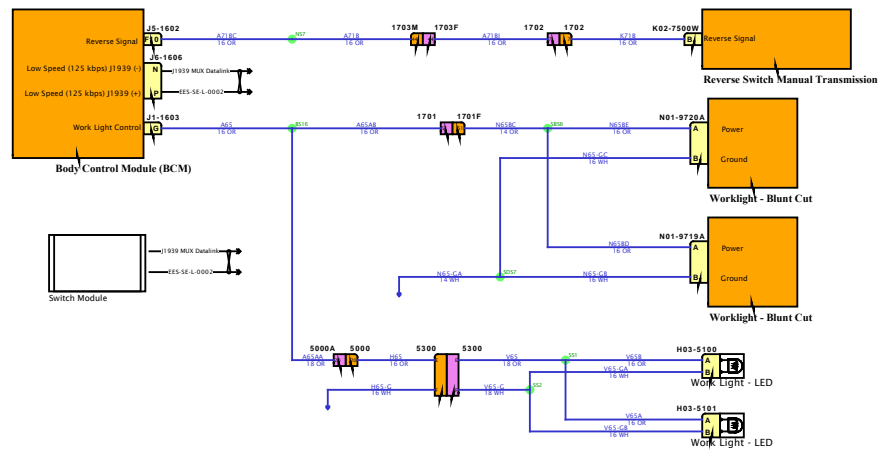 J5-1602
Reverse Signal
F 0
A71BC
16 OR
NS7
A71B
16 OR
1703M
1703F
A71BJ
16 OR
1702
1702
K71B
16 OR
K02-7500W
B
Reverse Signal
Reverse Switch Manual Transmission
J6-1606
Low Speed (125 kbps) J1939 (-)
N
J1939 MUX Datalink
Low Speed (125 kbps) J1939 (+)
P
EES-SE-L-0002
J1-1603
Work Light Control
G
A65
16 OR
A65AB
16 OR
1701
1701F
N65BC
14 OR
N65BE
16 OR
N01-9720A
A
Power
N65-GC
16 WH
B
Ground
Worklight - Blunt Cut
Body Control Module (BCM)
N01-9719A
N65BD
16 OR
A
Power
N65-GA
14 WH
SDS7
N65-GB
16 WH
B
Ground
Worklight - Blunt Cut
J1939 MUX Datalink
EES-SE-L-0002
Switch Module
5000A
5000
A65AA
18 OR
H65
16 OR
5300
5300
V65
18 OR
SS1
V65B
16 OR
H03-5100
A
V65-GA
16 WH
B
Work Light - LED
H65-G
16 WH
V65-G
18 WH
SS2
H03-5101
V65A
16 OR
A
V65-GB
16 WH
B
Work Light - LED